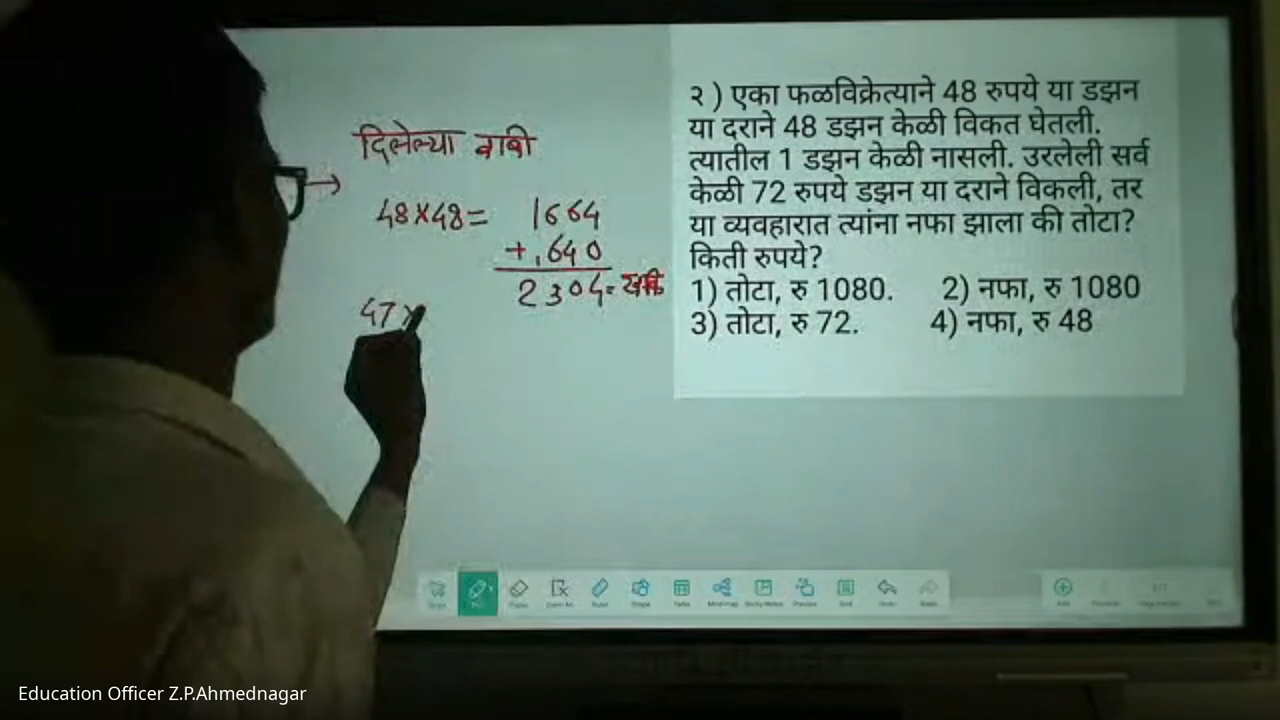 दिलेल्या बाबी
48×48= 1664
+ 640
2304=
47×
२ ) एका फळविक्रेत्याने 48 रुपये या डझन
या दराने 48 डझन केळी विकत घेतली.
त्यातील 1 डझन केळी नासली. उरलेली सर्व
केळी 72 रुपये डझन या दराने विकली, तर
या व्यवहारात त्यांना नफा झाला की तोटा?
किती रुपये?
1) तोटा, रु 1080. 2) नफा, रु 1080
3) तोटा, रु 72. 4) नफा, रु 48
Education Officer Z.P.Ahmednagar